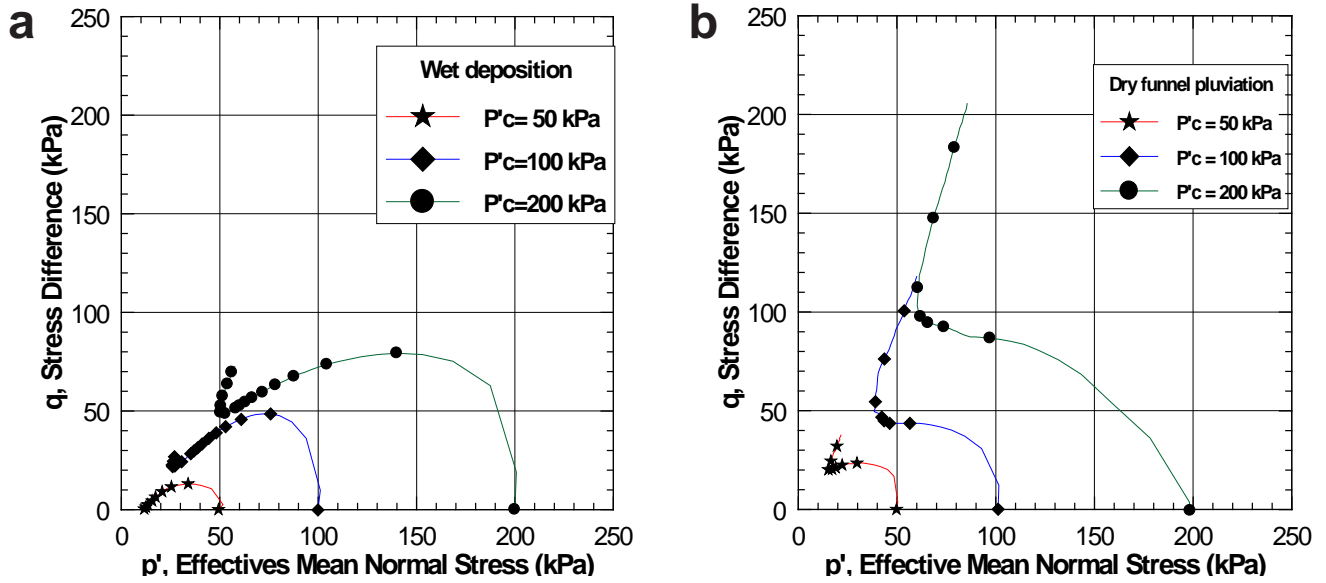 a
q, Stress Difference (kPa)
250
200
150
100
50
0
Wet deposition
P'c= 50 kPa
P'c=100 kPa
P'c=200 kPa
0 50 100 150 200 250
p', Effectives Mean Normal Stress (kPa)
b
q, Stress Difference (kPa)
250
200
150
100
50
0
Dry funnel pluviation
P'c = 50 kPa
P'c = 100 kPa
P'c = 200 kPa
0 50 100 150 200 250
p', Effective Mean Normal Stress (kPa)